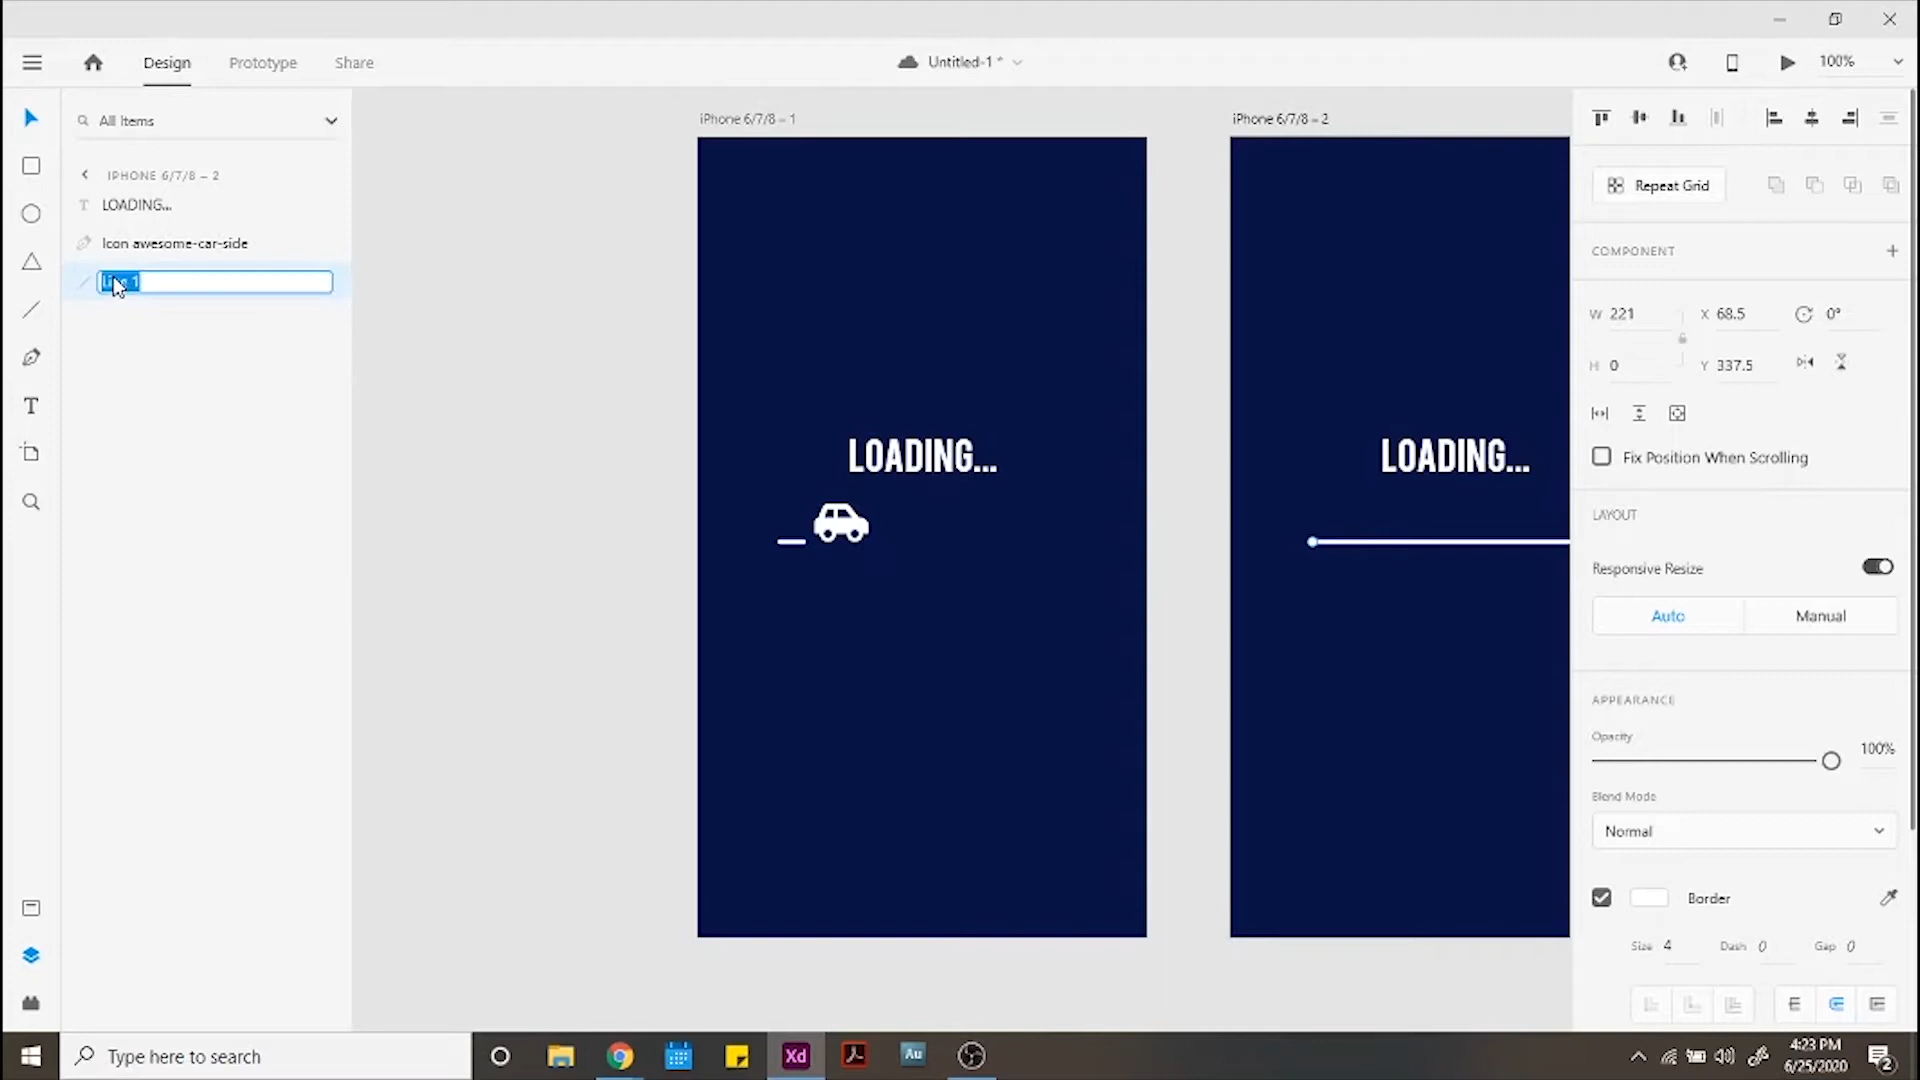 Design
Prototype
Share
Untitled-1 *
100%
All Items
IPHONE 6/7/8 – 2
LOADING...
Icon awesome-car-side
iPhone 6/7/8 – 1
LOADING...
iPhone 6/7/8 – 2
LOADING...
Repeat Grid
COMPONENT
W 221
X 68.5
0°
H 0
Y 337.5
Fix Position When Scrolling
LAYOUT
Responsive Resize
Auto
Manual
APPEARANCE
Opacity
100%
Blend Mode
Normal
Border
Size 4
Dash 0
Gap 0
Type here to search
Xd
Au
4:23 PM
6/25/2020
2